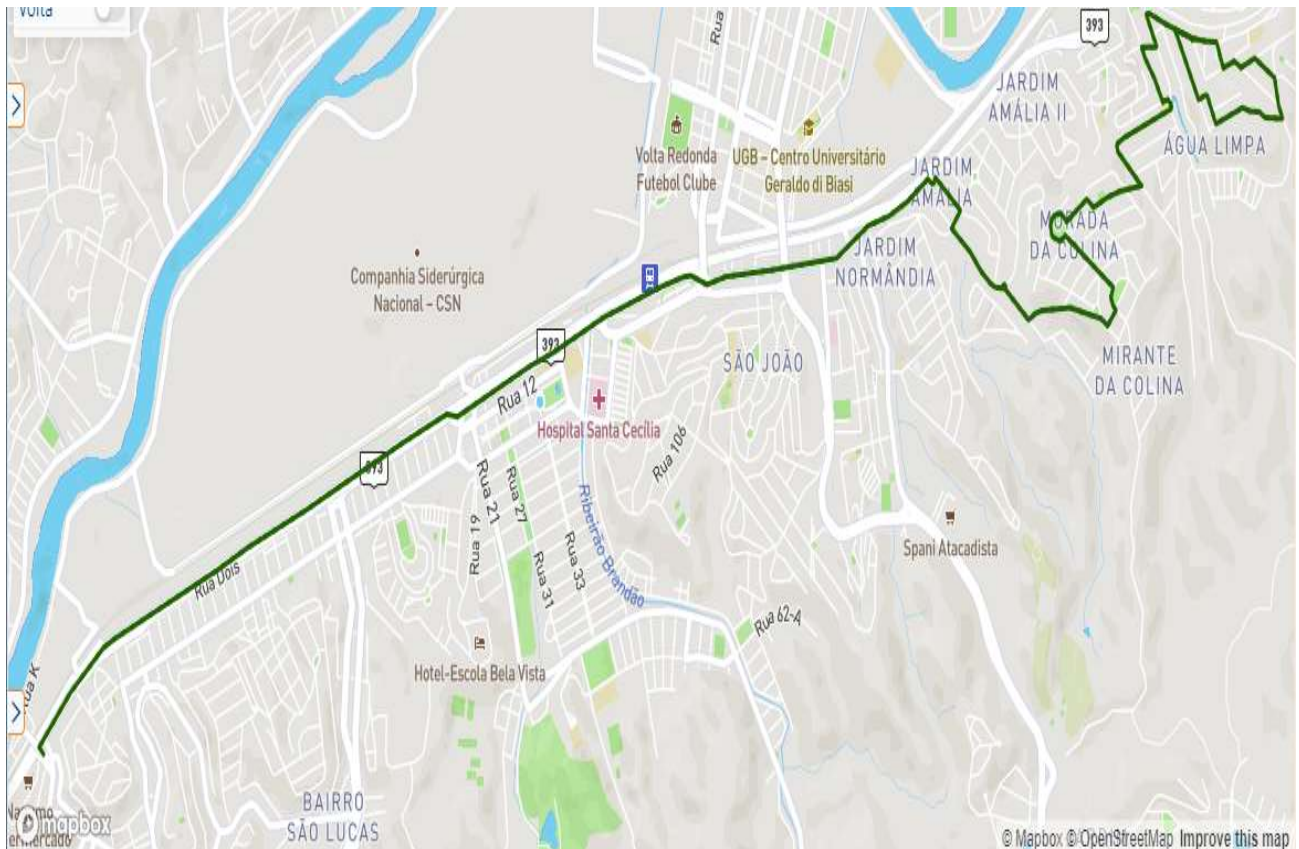 Volta
393
JARDIM
AMÁLIA II
ÁGUA LIMPA
Volta Redonda
Futebol Clube
UGB – Centro Universitário
Geraldo di Biasi
Rua
JARDIM
AMÁLIA
MORADA
DA COLINA
JARDIM
NORMÂNDIA
Companhia Siderúrgica
Nacional – CSN
393
SÃO JOÃO
MIRANTE
DA COLINA
Rua 12
Hospital Santa Cecília
393
Rua 106
Rua 21
Rua 27
Rua 19
Rua 31
Rua 33
Ribeirão Brandão
Spani Atacadista
Rua Dois
Rua 62-A
Hotel-Escola Bela Vista
Rua K
BAIRRO
SÃO LUCAS
mapbox
© Mapbox © OpenStreetMap Improve this map